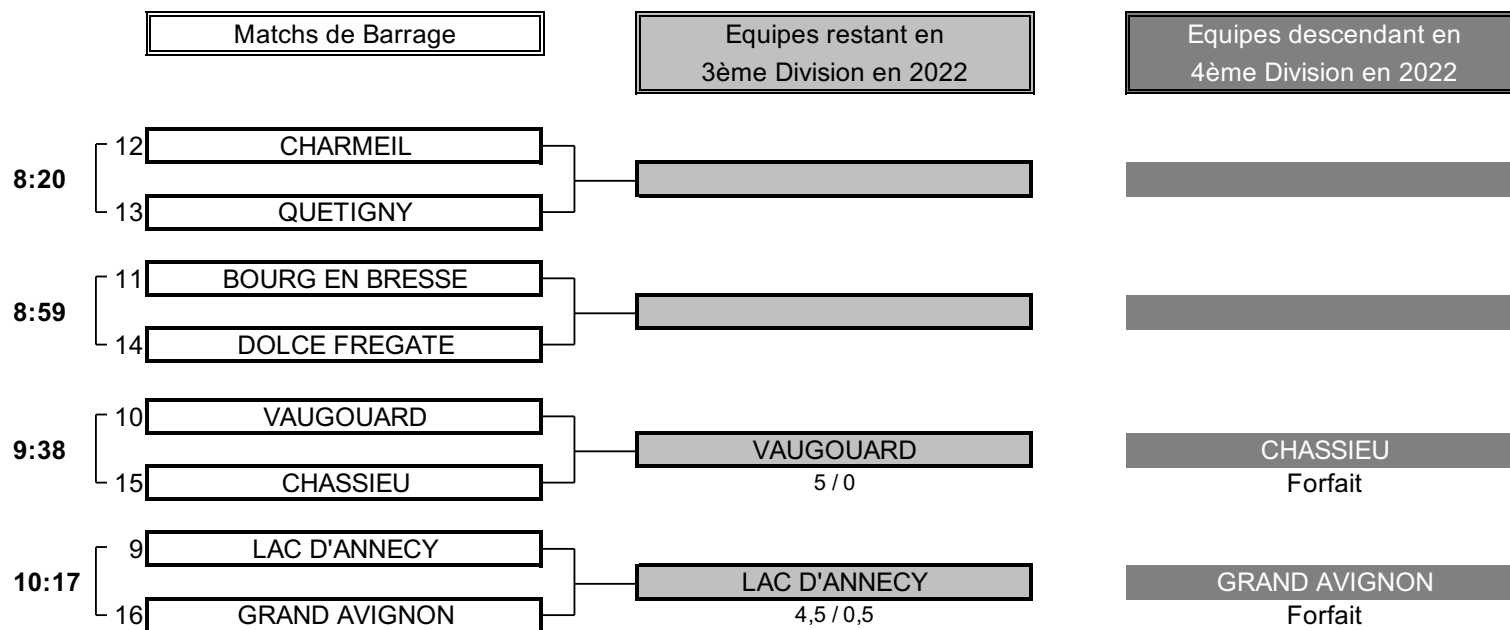 Matchs de Barrage
Equipes restant en
3ème Division en 2022
Equipes descendant en
4ème Division en 2022
8:20
12 CHARMEIL
13 QUETIGNY
8:59
11 BOURG EN BRESSE
14 DOLCE FREGATE
9:38
10 VAUGOUARD
15 CHASSIEU
VAUGOUARD
5 / 0
CHASSIEU
Forfait
10:17
9 LAC D'ANNECY
16 GRAND AVIGNON
LAC D'ANNECY
4,5 / 0,5
GRAND AVIGNON
Forfait